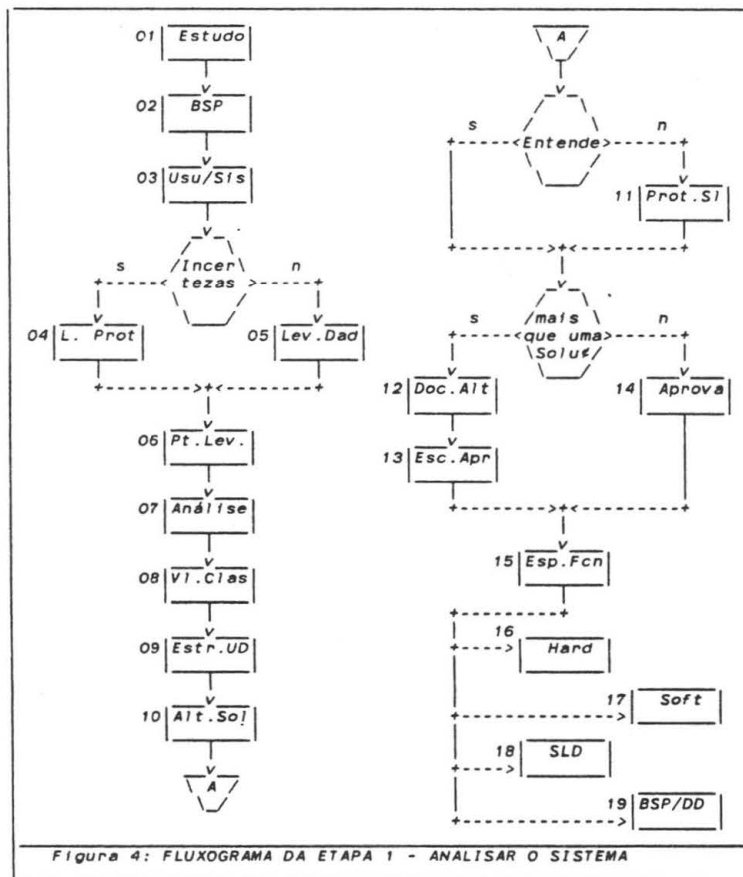 01 Estudo
02 BSP
03 Usu/Sis
Incer
tezas
s
n
04 L. Prot
05 Lev.Dad
06 Pt.Lev.
07 Análise
08 Vl.Clas
09 Estr.UD
10 Alt.Sol
A
A
Entende
s
n
11 Prot.Sl
mais
que uma
Solu¢
s
n
12 Doc.Alt
14 Aprova
13 Esc.Apr
15 Esp.Fcn
16 Hard
17 Soft
18 SLD
19 BSP/DD
Figura 4: FLUXOGRAMA DA ETAPA 1 - ANALISAR O SISTEMA